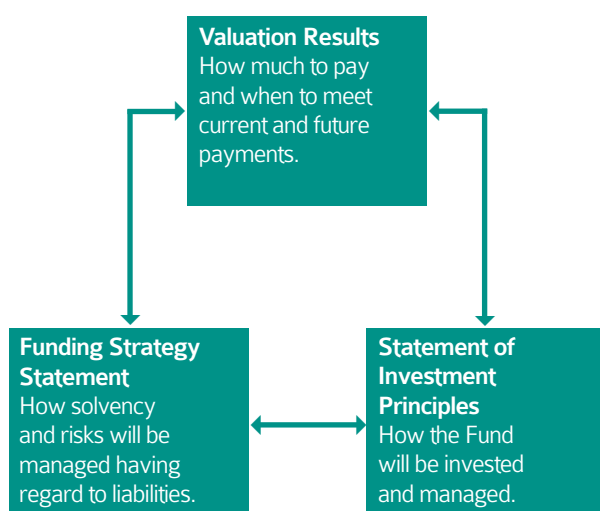 Valuation Results
How much to pay
and when to meet
current and future
payments.
Funding Strategy
Statement
How solvency
and risks will be
managed having
regard to liabilities.
Statement of
Investment
Principles
How the Fund
will be invested
and managed.